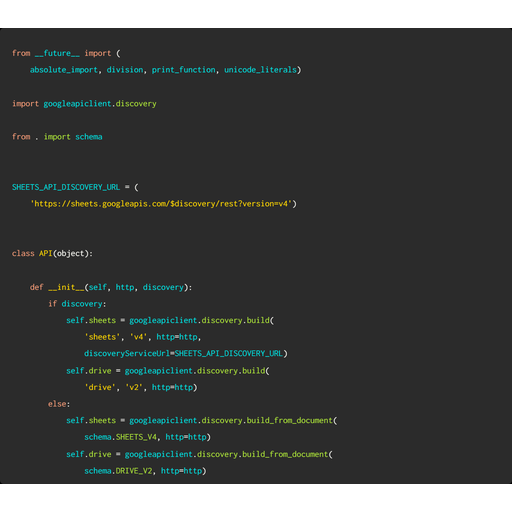 from __future__ import (
    absolute_import, division, print_function, unicode_literals)
import googleapiclient.discovery
from . import schema
SHEETS_API_DISCOVERY_URL = (
    'https://sheets.googleapis.com/$discovery/rest?version=v4')
class API(object):
    def __init__(self, http, discovery):
        if discovery:
            self.sheets = googleapiclient.discovery.build(
                'sheets', 'v4', http=http,
                discoveryServiceUrl=SHEETS_API_DISCOVERY_URL)
            self.drive = googleapiclient.discovery.build(
                'drive', 'v2', http=http)
        else:
            self.sheets = googleapiclient.discovery.build_from_document(
                schema.SHEETS_V4, http=http)
            self.drive = googleapiclient.discovery.build_from_document(
                schema.DRIVE_V2, http=http)